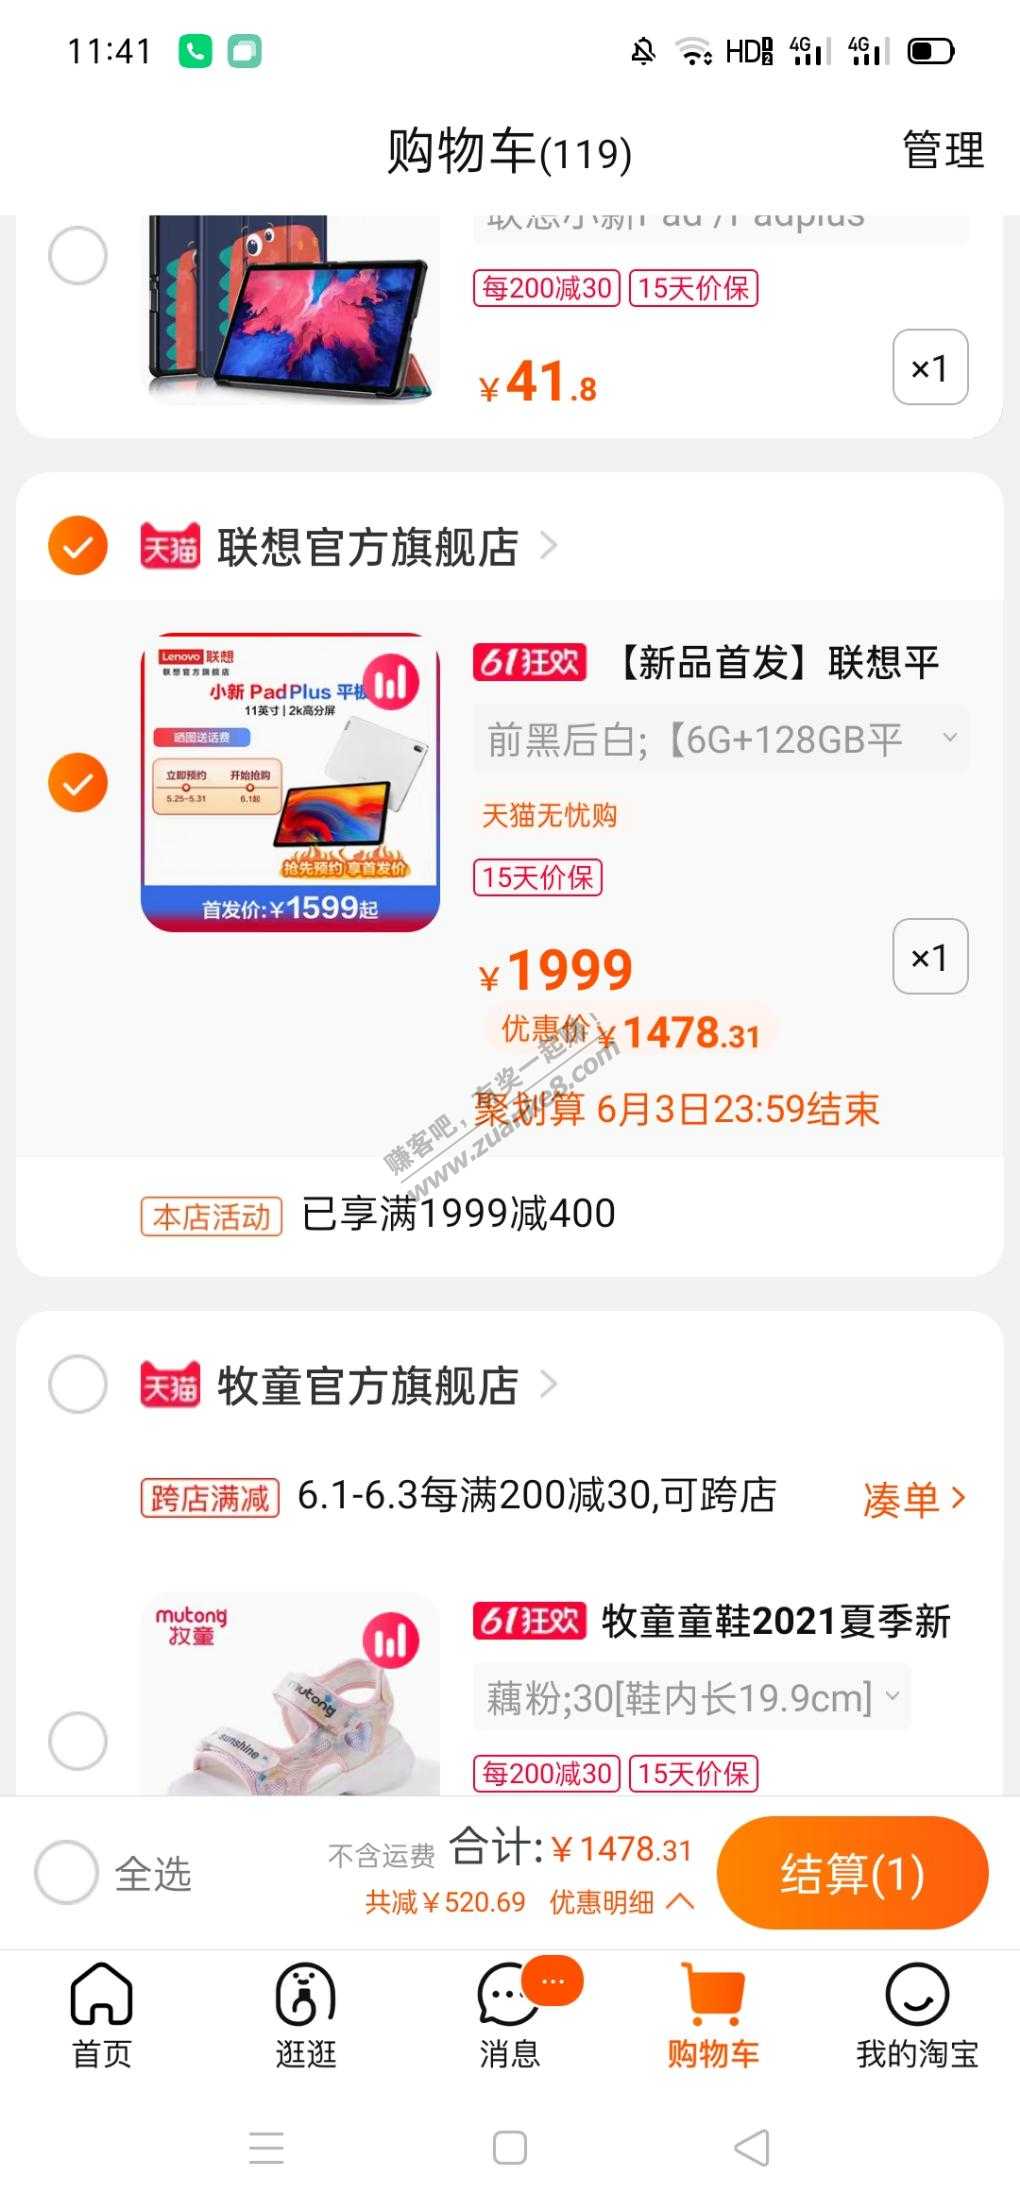 11:41 HD 4G 4G
购物车(119) 管理
联想小新Pad /Padplus
每200减30 15天价保
¥41.8 ×1
天猫 联想官方旗舰店
Lenovo 联想
联想官方旗舰店
小新 PadPlus 平板
11英寸 | 2k高分屏
晒图送话费
立即预约 开始抢购
5.25-5.31 6.1起
抢先预约 享首发价
首发价:¥1599起
61狂欢 【新品首发】联想平
前黑后白;【6G+128GB平
天猫无忧购
15天价保
¥1999 ×1
优惠价 ¥1478.31
聚划算 6月3日23:59结束
赚客吧，有奖一起赚！
www.zuanke8.com
本店活动 已享满1999减400
天猫 牧童官方旗舰店
跨店满减 6.1-6.3每满200减30,可跨店 凑单
mutong
牧童
mutong
sunshine
61狂欢 牧童童鞋2021夏季新
藕粉;30[鞋内长19.9cm]
每200减30 15天价保
全选 不含运费 合计:¥1478.31 结算(1)
共减¥520.69 优惠明细
首页 逛逛 消息 购物车 我的淘宝